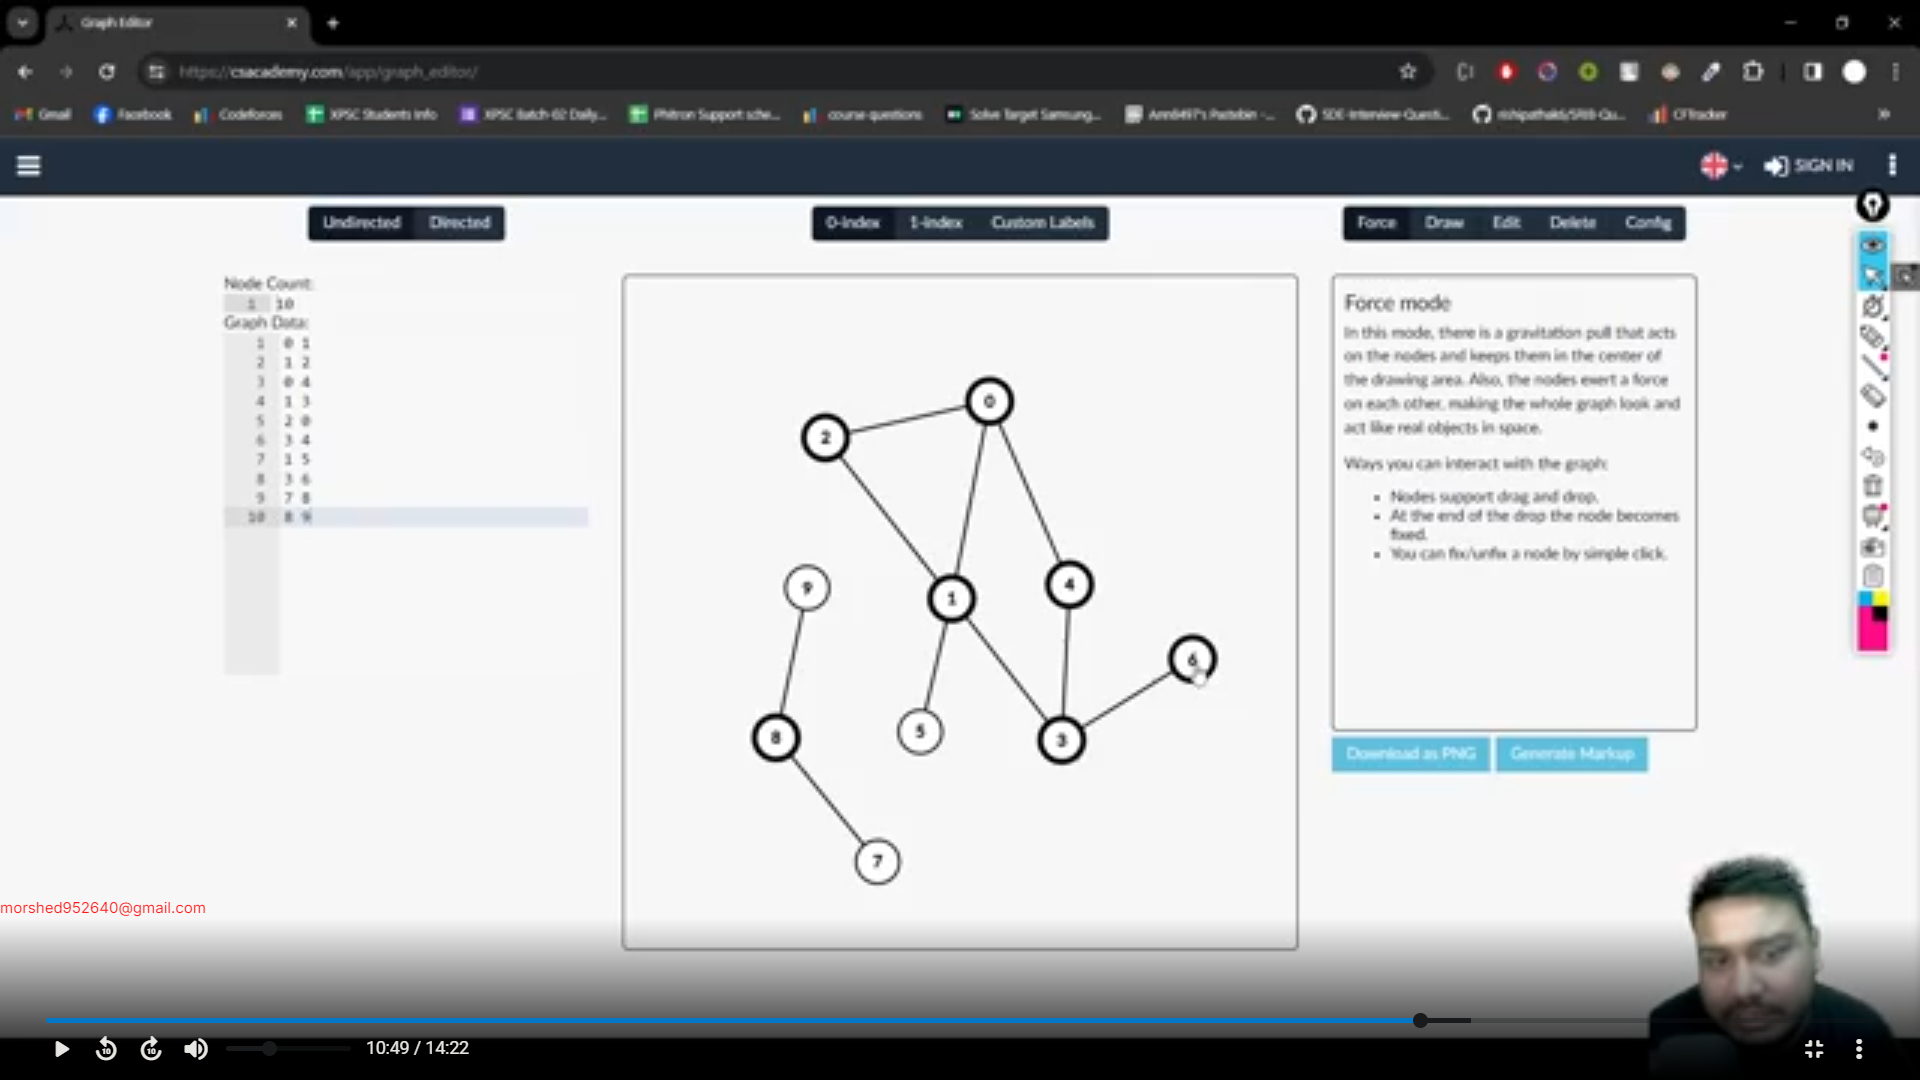 Graph Editor
https://csacademy.com/app/graph_editor/
Gmail Facebook Codeforces XPSC Students Info XPSC Batch-02 Daily... Phitron Support sche... course questions Solve Target Samsung... SDE-Interview-Questi... CFTracker
SIGN IN
Undirected Directed
0-index 1-index Custom Labels
Force Draw Edit Delete Config
Node Count:
1 10
Graph Data:
1 0 1
2 1 2
3 0 4
4 1 3
5 2 0
6 3 4
7 1 5
8 3 6
9 7 8
10 8 9
0
2
9
1
4
6
8
5
3
7
Force mode
In this mode, there is a gravitation pull that acts
on the nodes and keeps them in the center of
the drawing area. Also, the nodes exert a force
on each other, making the whole graph look and
act like real objects in space.
Ways you can interact with the graph:
• Nodes support drag and drop.
• At the end of the drop the node becomes
fixed.
• You can fix/unfix a node by simple click.
Download as PNG Generate Markup
morshed952640@gmail.com
10 10 10:49 / 14:22